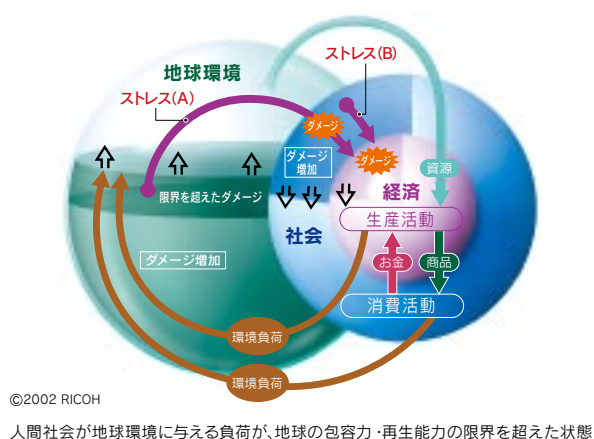 地球環境
ストレス(A)
ストレス(B)
ダメージ
ダメージ
増加
ダメージ
資源
限界を超えたダメージ
経済
生産活動
社会
ダメージ増加
お金
商品
消費活動
環境負荷
環境負荷
©2002 RICOH
人間社会が地球環境に与える負荷が、地球の包容力・再生能力の限界を超えた状態